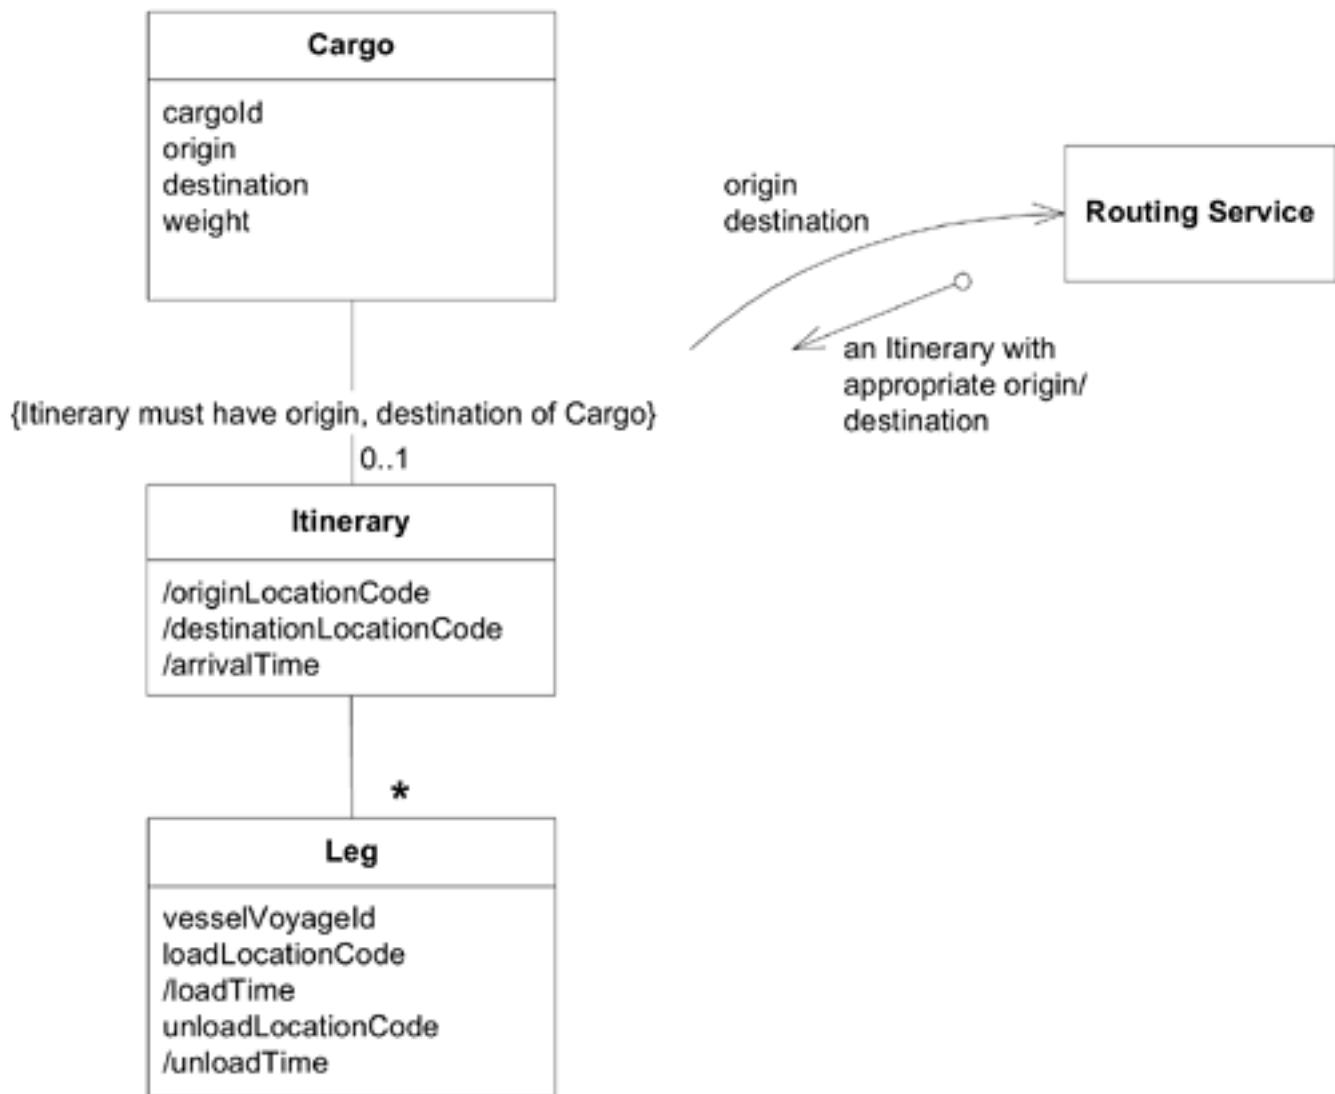 Cargo
cargoId
origin
destination
weight
origin
destination
Routing Service
an Itinerary with
appropriate origin/
destination
{Itinerary must have origin, destination of Cargo}
0..1
Itinerary
/originLocationCode
/destinationLocationCode
/arrivalTime
*
Leg
vesselVoyageId
loadLocationCode
/loadTime
unloadLocationCode
/unloadTime